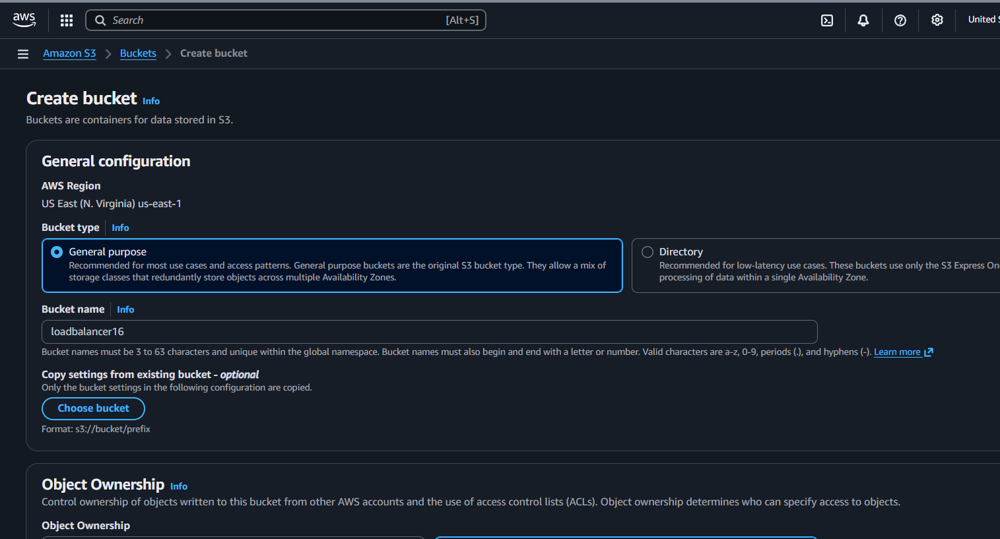 aws
Search [Alt+S]
United S
Amazon S3 > Buckets > Create bucket
Create bucket Info
Buckets are containers for data stored in S3.
General configuration
AWS Region
US East (N. Virginia) us-east-1
Bucket type Info
General purpose
Recommended for most use cases and access patterns. General purpose buckets are the original S3 bucket type. They allow a mix of
storage classes that redundantly store objects across multiple Availability Zones.
Directory
Recommended for low-latency use cases. These buckets use only the S3 Express On
processing of data within a single Availability Zone.
Bucket name Info
loadbalancer16
Bucket names must be 3 to 63 characters and unique within the global namespace. Bucket names must also begin and end with a letter or number. Valid characters are a-z, 0-9, periods (.), and hyphens (-). Learn more
Copy settings from existing bucket - optional
Only the bucket settings in the following configuration are copied.
Choose bucket
Format: s3://bucket/prefix
Object Ownership Info
Control ownership of objects written to this bucket from other AWS accounts and the use of access control lists (ACLs). Object ownership determines who can specify access to objects.
Object Ownership